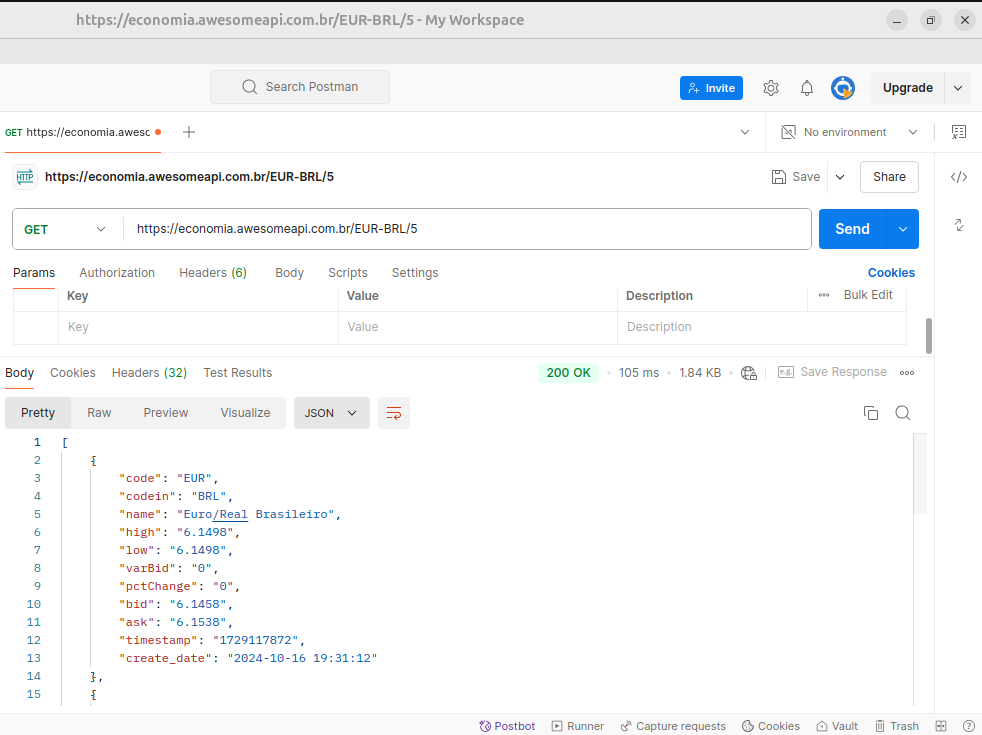 https://economia.awesomeapi.com.br/EUR-BRL/5 - My Workspace
Search Postman
Invite
Upgrade
GET https://economia.awesc
No environment
HTTP https://economia.awesomeapi.com.br/EUR-BRL/5
Save
Share
</>
GET https://economia.awesomeapi.com.br/EUR-BRL/5
Send
Params Authorization Headers (6) Body Scripts Settings Cookies
Key Value Description Bulk Edit
Key Value Description
Body Cookies Headers (32) Test Results 200 OK 105 ms 1.84 KB e.g. Save Response
Pretty Raw Preview Visualize JSON
1 [
2 {
3 "code": "EUR",
4 "codein": "BRL",
5 "name": "Euro/Real Brasileiro",
6 "high": "6.1498",
7 "low": "6.1498",
8 "varBid": "0",
9 "pctChange": "0",
10 "bid": "6.1458",
11 "ask": "6.1538",
12 "timestamp": "1729117872",
13 "create_date": "2024-10-16 19:31:12"
14 },
15 {
Postbot Runner Capture requests Cookies Vault Trash